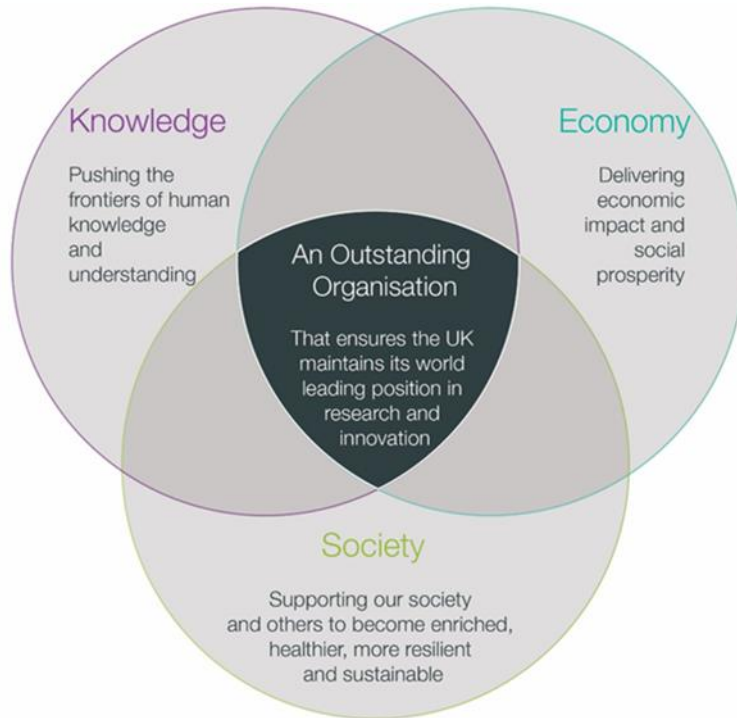 Knowledge
Pushing the
frontiers of human
knowledge
and
understanding
Economy
Delivering
economic
impact and
social
prosperity
An Outstanding
Organisation
That ensures the UK
maintains its world
leading position in
research and
innovation
Society
Supporting our society
and others to become enriched,
healthier, more resilient
and sustainable